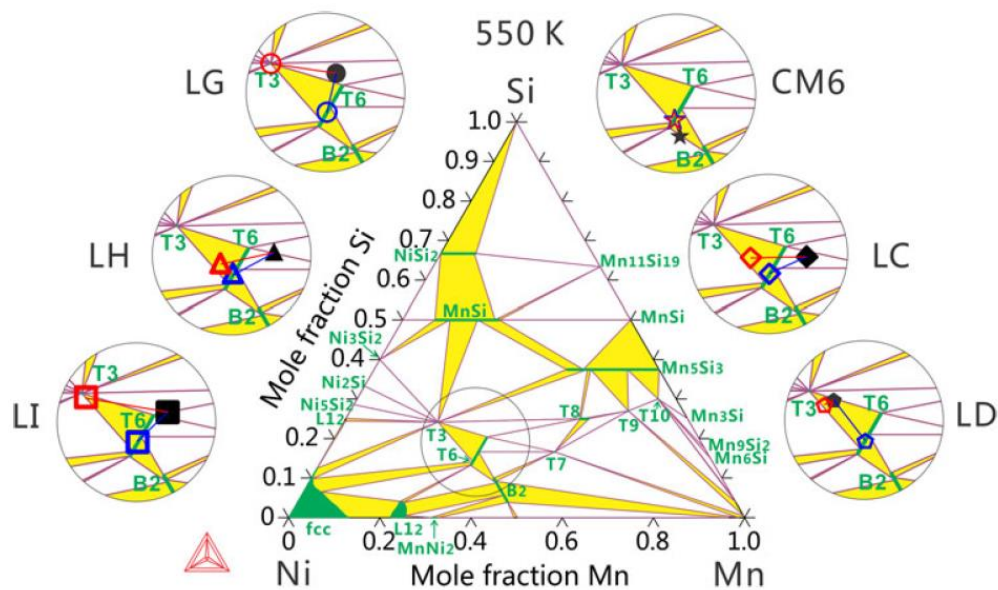 550 K
LG
T3
T6
B2
CM6
T3
T6
B2
Si
1.0
0.9
0.8
0.7
0.6
0.5
0.4
0.2
0.1
0
Mole fraction Si
LH
T3
T6
B2
LC
T3
T6
B2
NiSi2
Mn11Si19
MnSi
MnSi
Ni3Si2
Ni2Si
Ni5Si2
L12
Mn5Si3
T8
T9
T10
Mn3Si
Mn9Si2
Mn6Si
T3
T6
T7
B2
LI
T3
T6
B2
LD
T3
T6
B2
fcc
L12
MnNi2
0
0.2
0.4
0.6
0.8
1.0
Ni
Mole fraction Mn
Mn